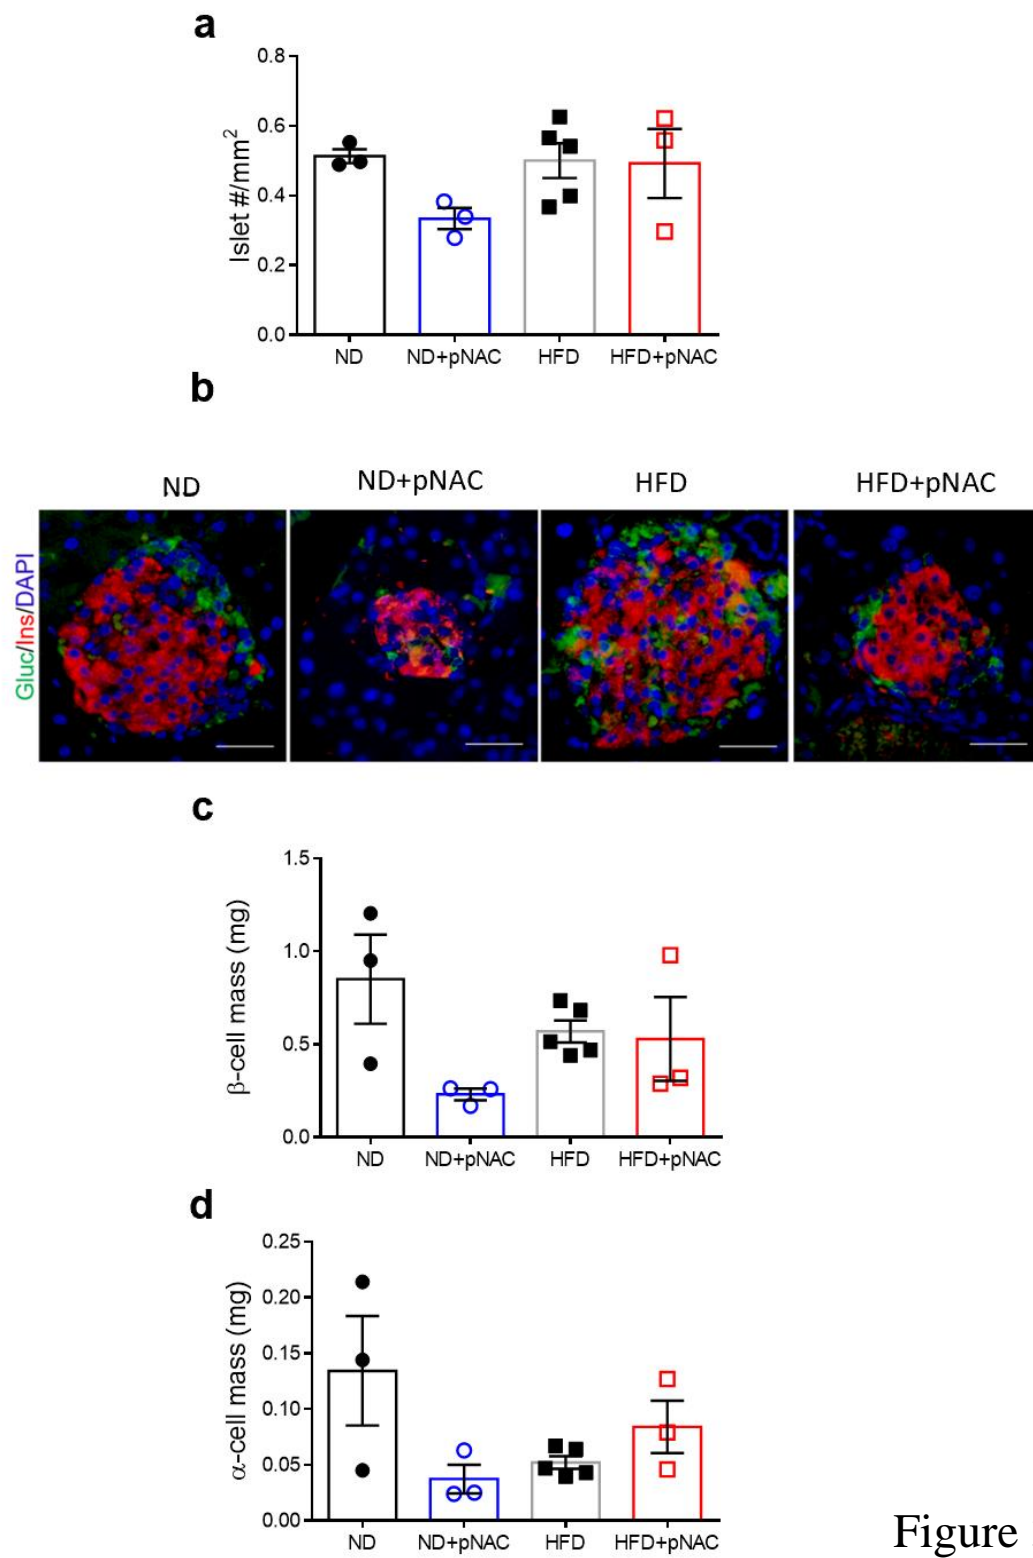 a
0.8
0.6
0.4
0.2
0.0
Islet #/mm²
ND ND+pNAC HFD HFD+pNAC
b
ND ND+pNAC HFD HFD+pNAC
Gluc/Ins/DAPI
c
1.5
1.0
0.5
0.0
β-cell mass (mg)
ND ND+pNAC HFD HFD+pNAC
d
0.25
0.20
0.15
0.10
0.05
0.00
α-cell mass (mg)
ND ND+pNAC HFD HFD+pNAC
Figure